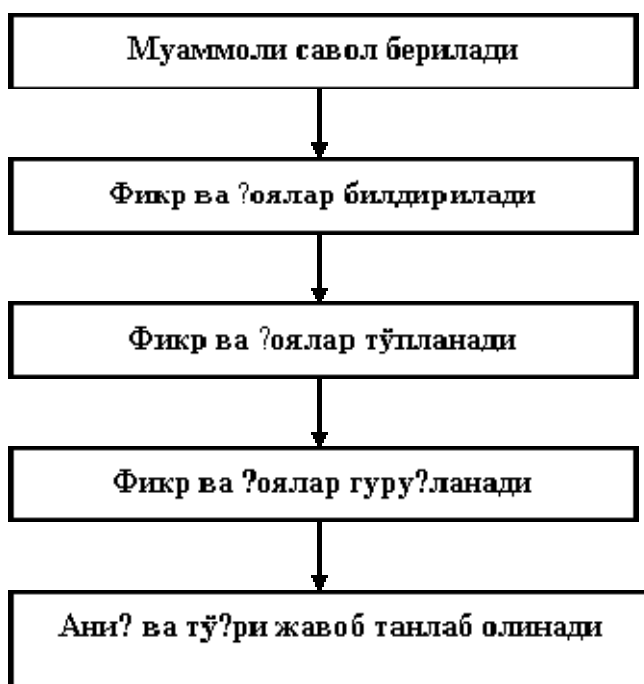 Муаммоли савол берилади
Фикр ва ?оялар билдирилади
Фикр ва ?оялар тўпланади
Фикр ва ?оялар гуру?ланади
Ани? ва тў?ри жавоб танлаб олинади